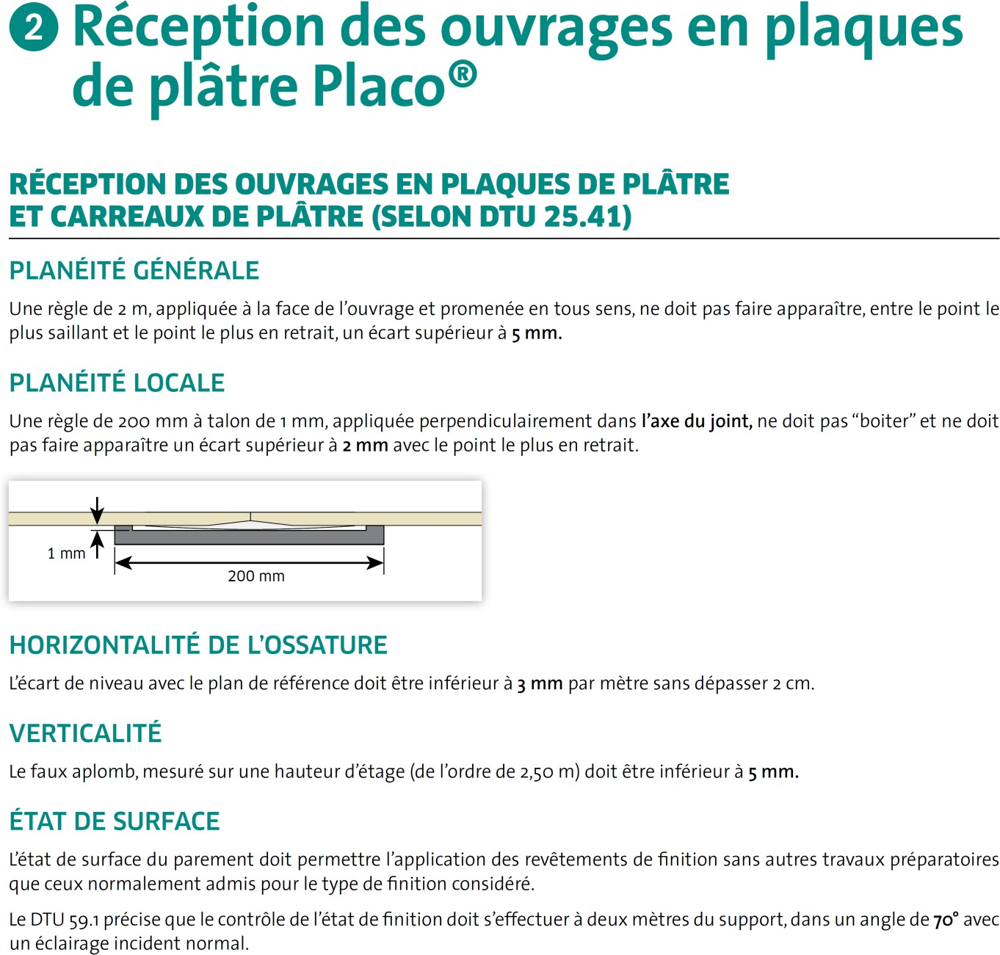 2 Réception des ouvrages en plaques
de plâtre Placo®
RÉCEPTION DES OUVRAGES EN PLAQUES DE PLÂTRE
ET CARREAUX DE PLÂTRE (SELON DTU 25.41)
PLANÉITÉ GÉNÉRALE
Une règle de 2 m, appliquée à la face de l’ouvrage et promenée en tous sens, ne doit pas faire apparaître, entre le point le
plus saillant et le point le plus en retrait, un écart supérieur à 5 mm.
PLANÉITÉ LOCALE
Une règle de 200 mm à talon de 1 mm, appliquée perpendiculairement dans l’axe du joint, ne doit pas “boiter” et ne doit
pas faire apparaître un écart supérieur à 2 mm avec le point le plus en retrait.
1 mm
200 mm
HORIZONTALITÉ DE L’OSSATURE
L’écart de niveau avec le plan de référence doit être inférieur à 3 mm par mètre sans dépasser 2 cm.
VERTICALITÉ
Le faux aplomb, mesuré sur une hauteur d’étage (de l’ordre de 2,50 m) doit être inférieur à 5 mm.
ÉTAT DE SURFACE
L’état de surface du parement doit permettre l’application des revêtements de finition sans autres travaux préparatoires
que ceux normalement admis pour le type de finition considéré.
Le DTU 59.1 précise que le contrôle de l’état de finition doit s’effectuer à deux mètres du support, dans un angle de 70° avec
un éclairage incident normal.